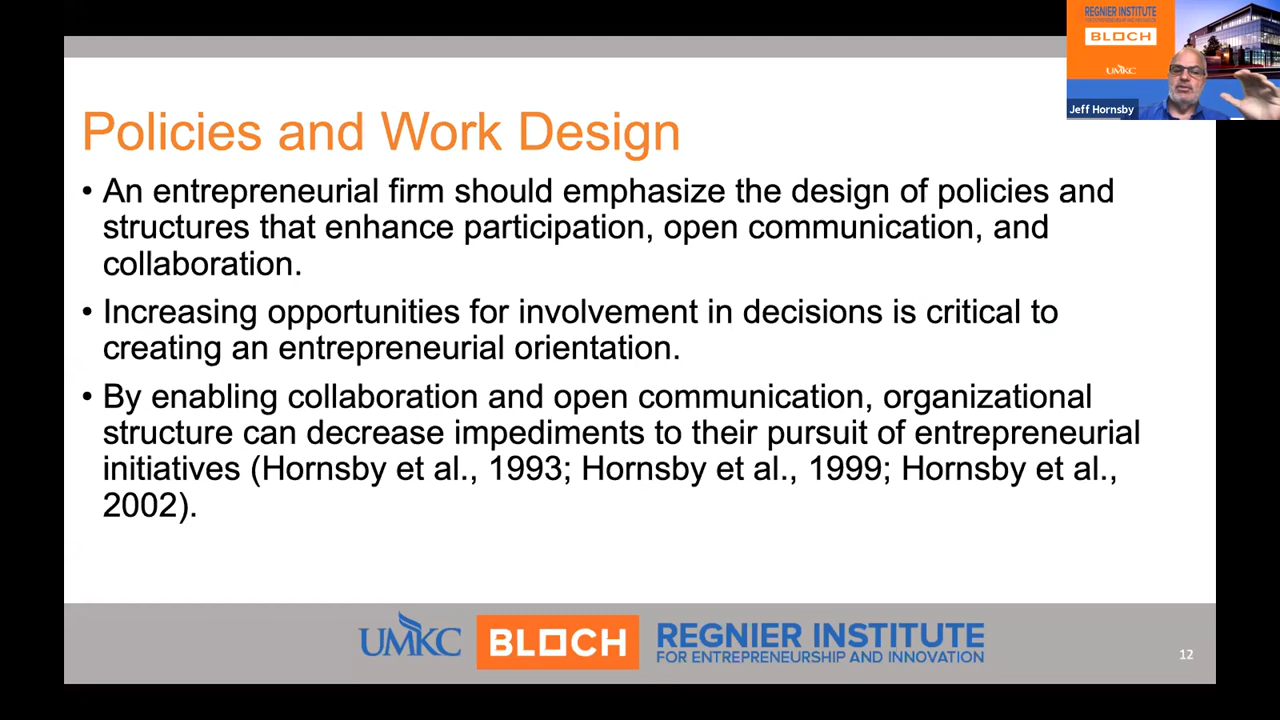 REGNIER INSTITUTE
FOR ENTREPRENEURSHIP AND INNOVATION
BLOCH
UMKC
Jeff Hornsby
Policies and Work Design
• An entrepreneurial firm should emphasize the design of policies and
structures that enhance participation, open communication, and
collaboration.
• Increasing opportunities for involvement in decisions is critical to
creating an entrepreneurial orientation.
• By enabling collaboration and open communication, organizational
structure can decrease impediments to their pursuit of entrepreneurial
initiatives (Hornsby et al., 1993; Hornsby et al., 1999; Hornsby et al.,
2002).
UMKC BLOCH REGNIER INSTITUTE
FOR ENTREPRENEURSHIP AND INNOVATION
12